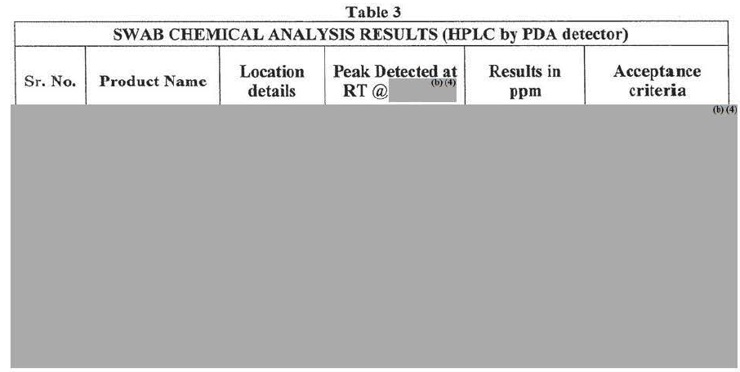 Table 3
SWAB CHEMICAL ANALYSIS RESULTS (HPLC by PDA detector)
Sr. No. Product Name Location details Peak Detected at RT @ (b) (4) Results in ppm Acceptance criteria
(b) (4)